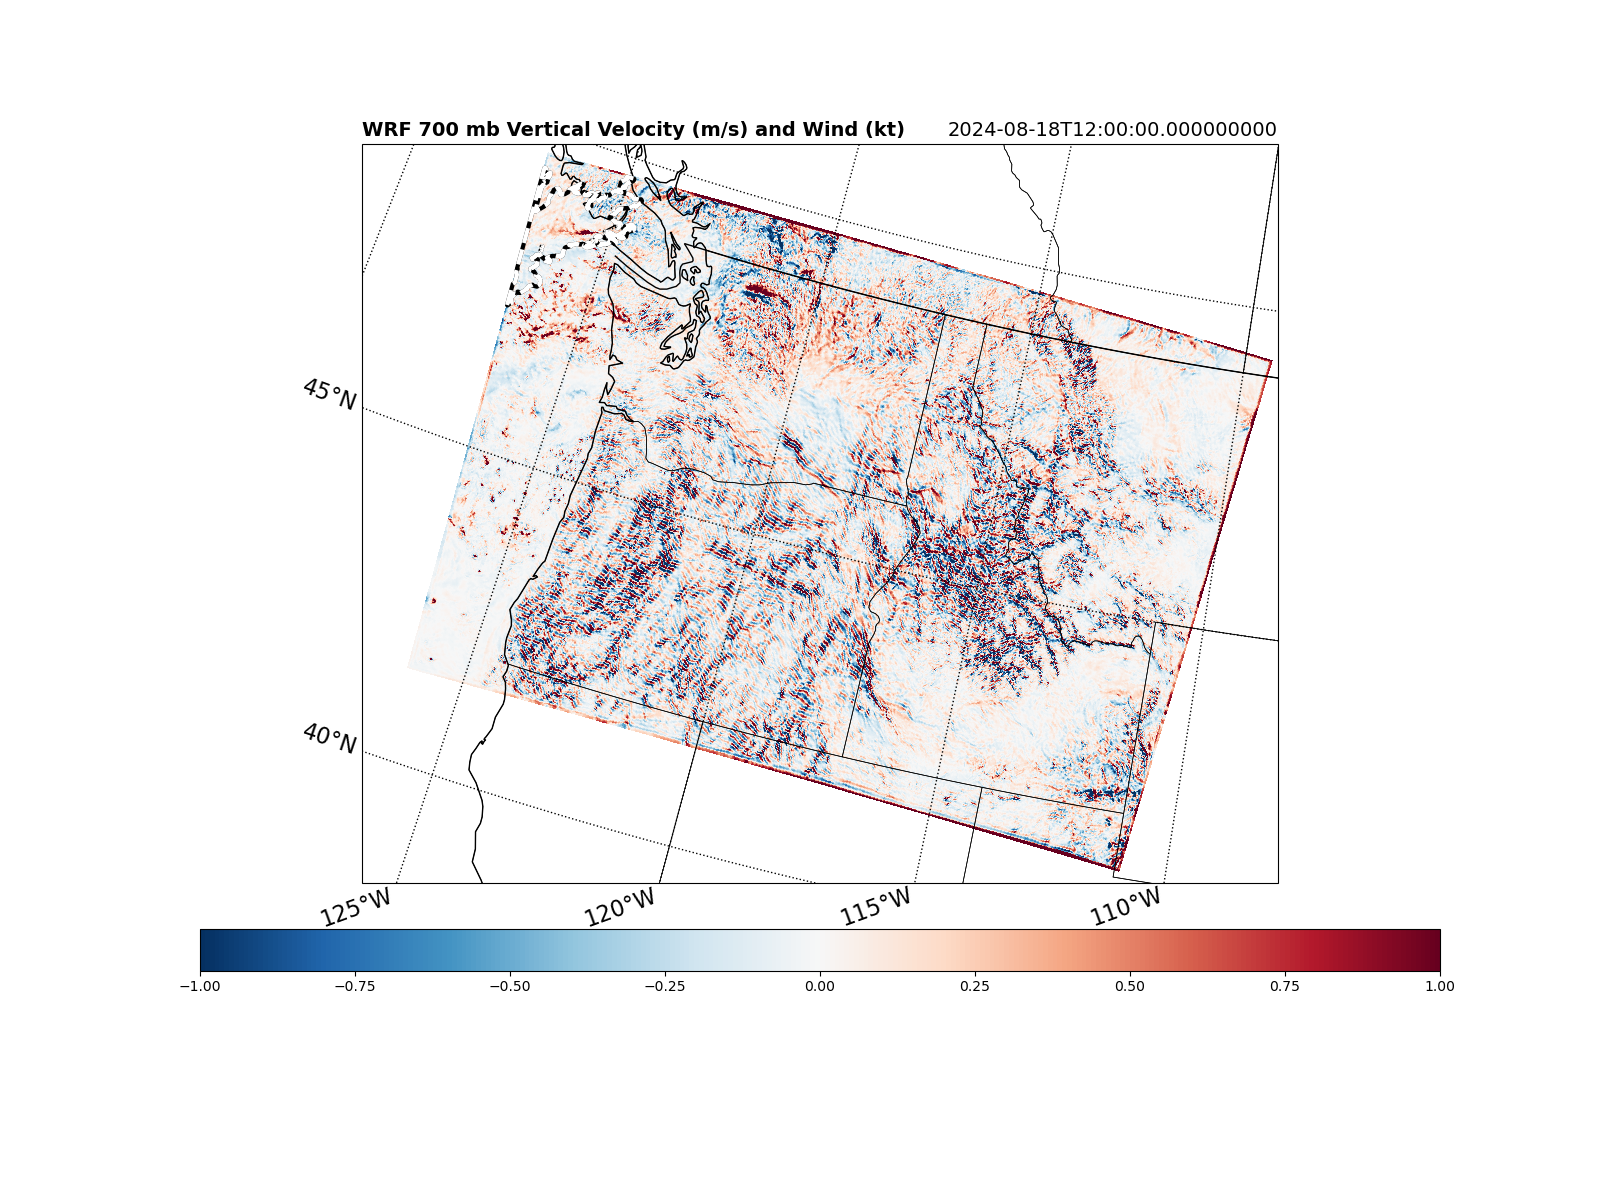 WRF 700 mb Vertical Velocity (m/s) and Wind (kt) 2024-08-18T12:00:00.000000000
45°N
40°N
125°W 120°W 115°W 110°W
−1.00 −0.75 −0.50 −0.25 0.00 0.25 0.50 0.75 1.00